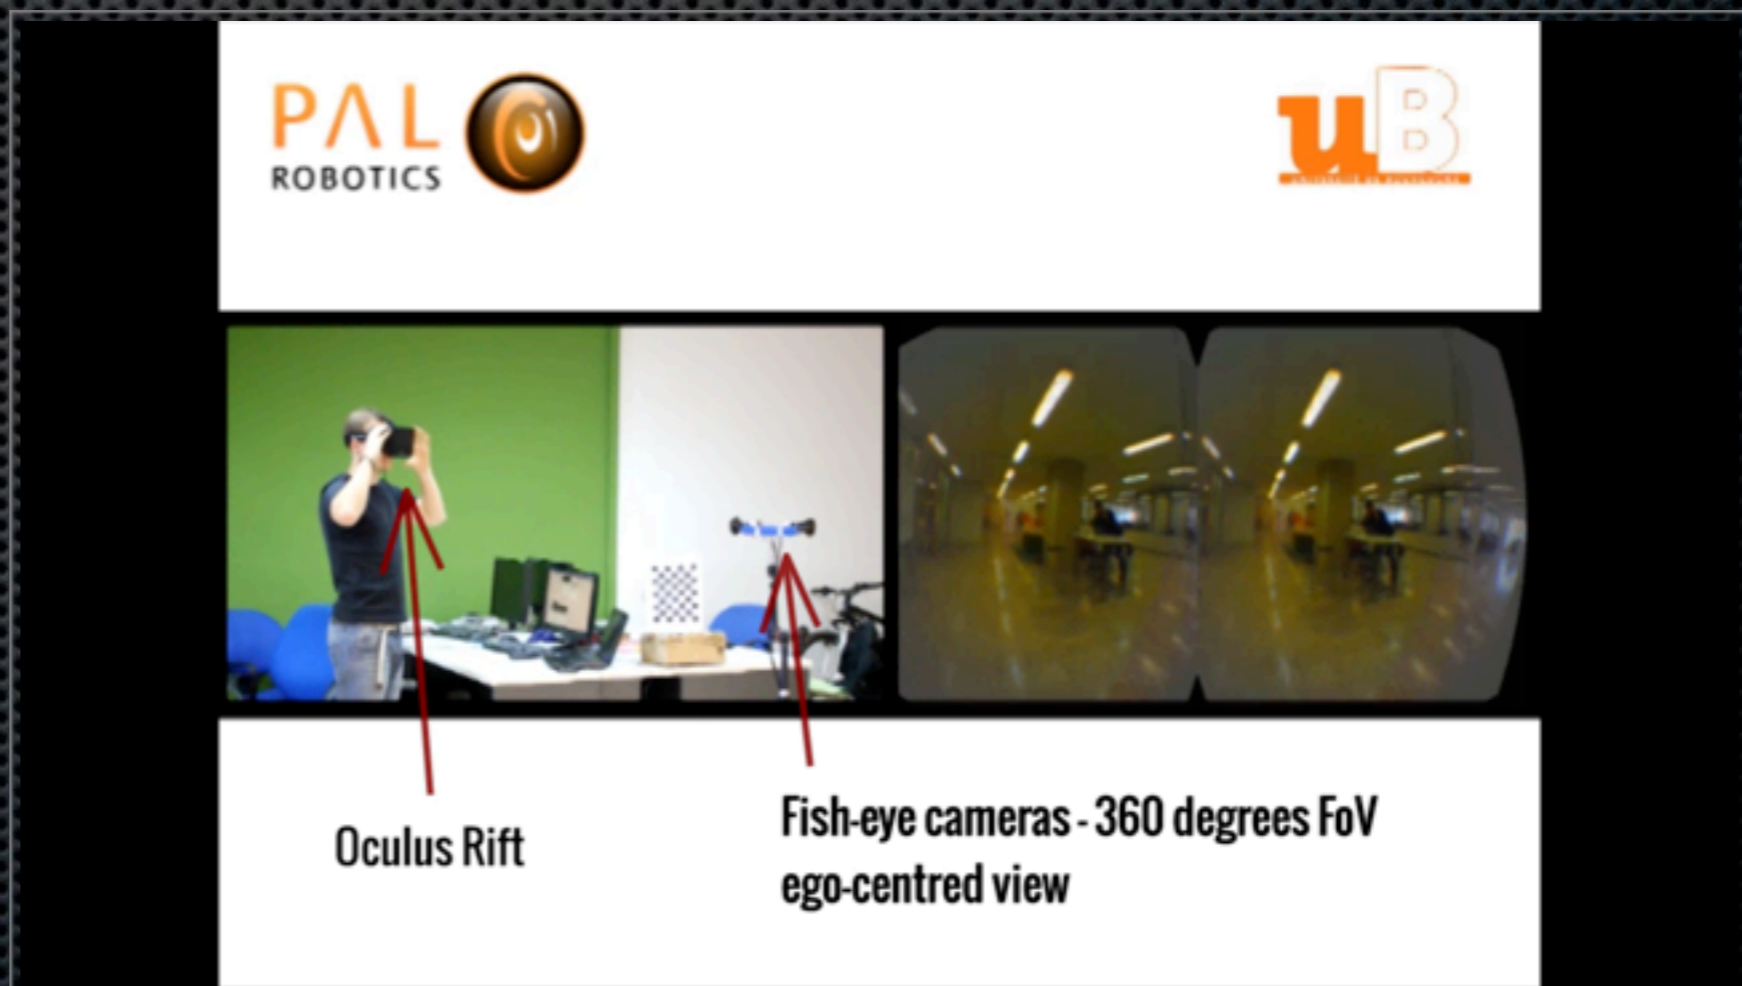 PAL
ROBOTICS
uB
Oculus Rift
Fish-eye cameras - 360 degrees FoV
ego-centred view